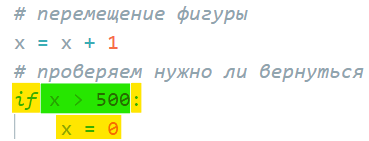 # перемещение фигуры
x = x + 1
# проверяем нужно ли вернуться
if x > 500:
x = 0